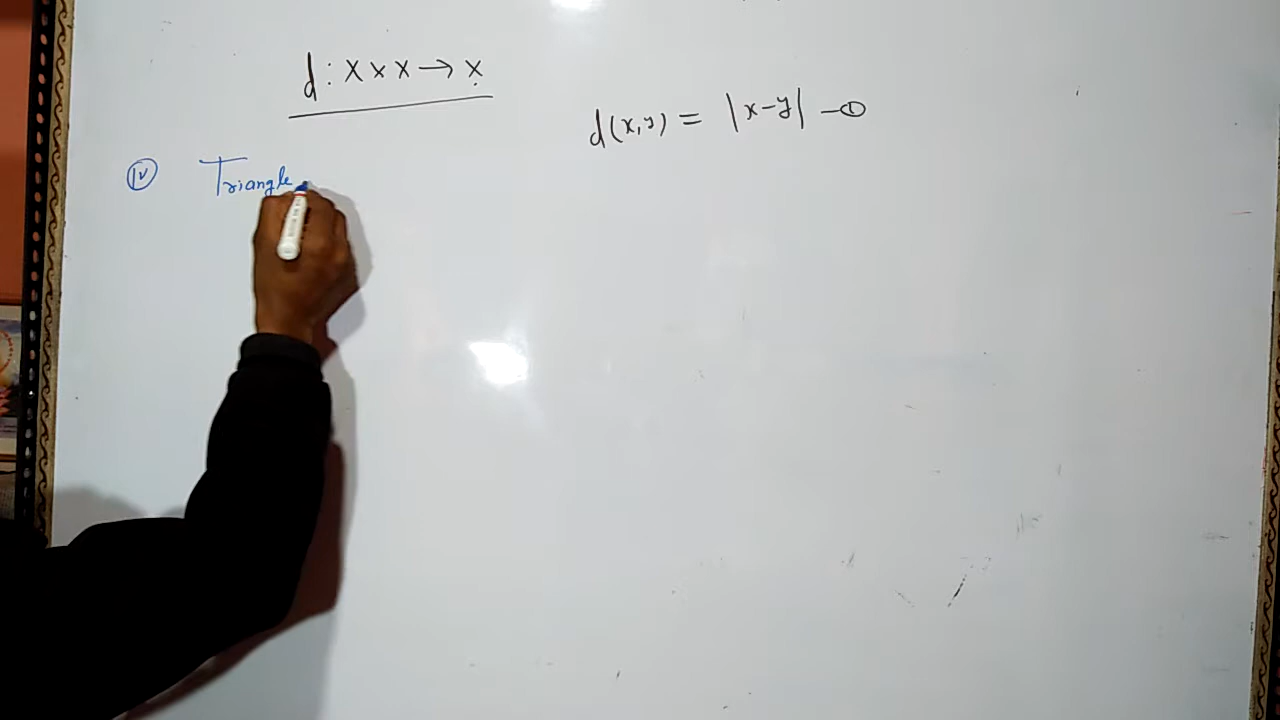 d : X × X → X
d(x,y) = |x-y| —①
(iv) Triangle